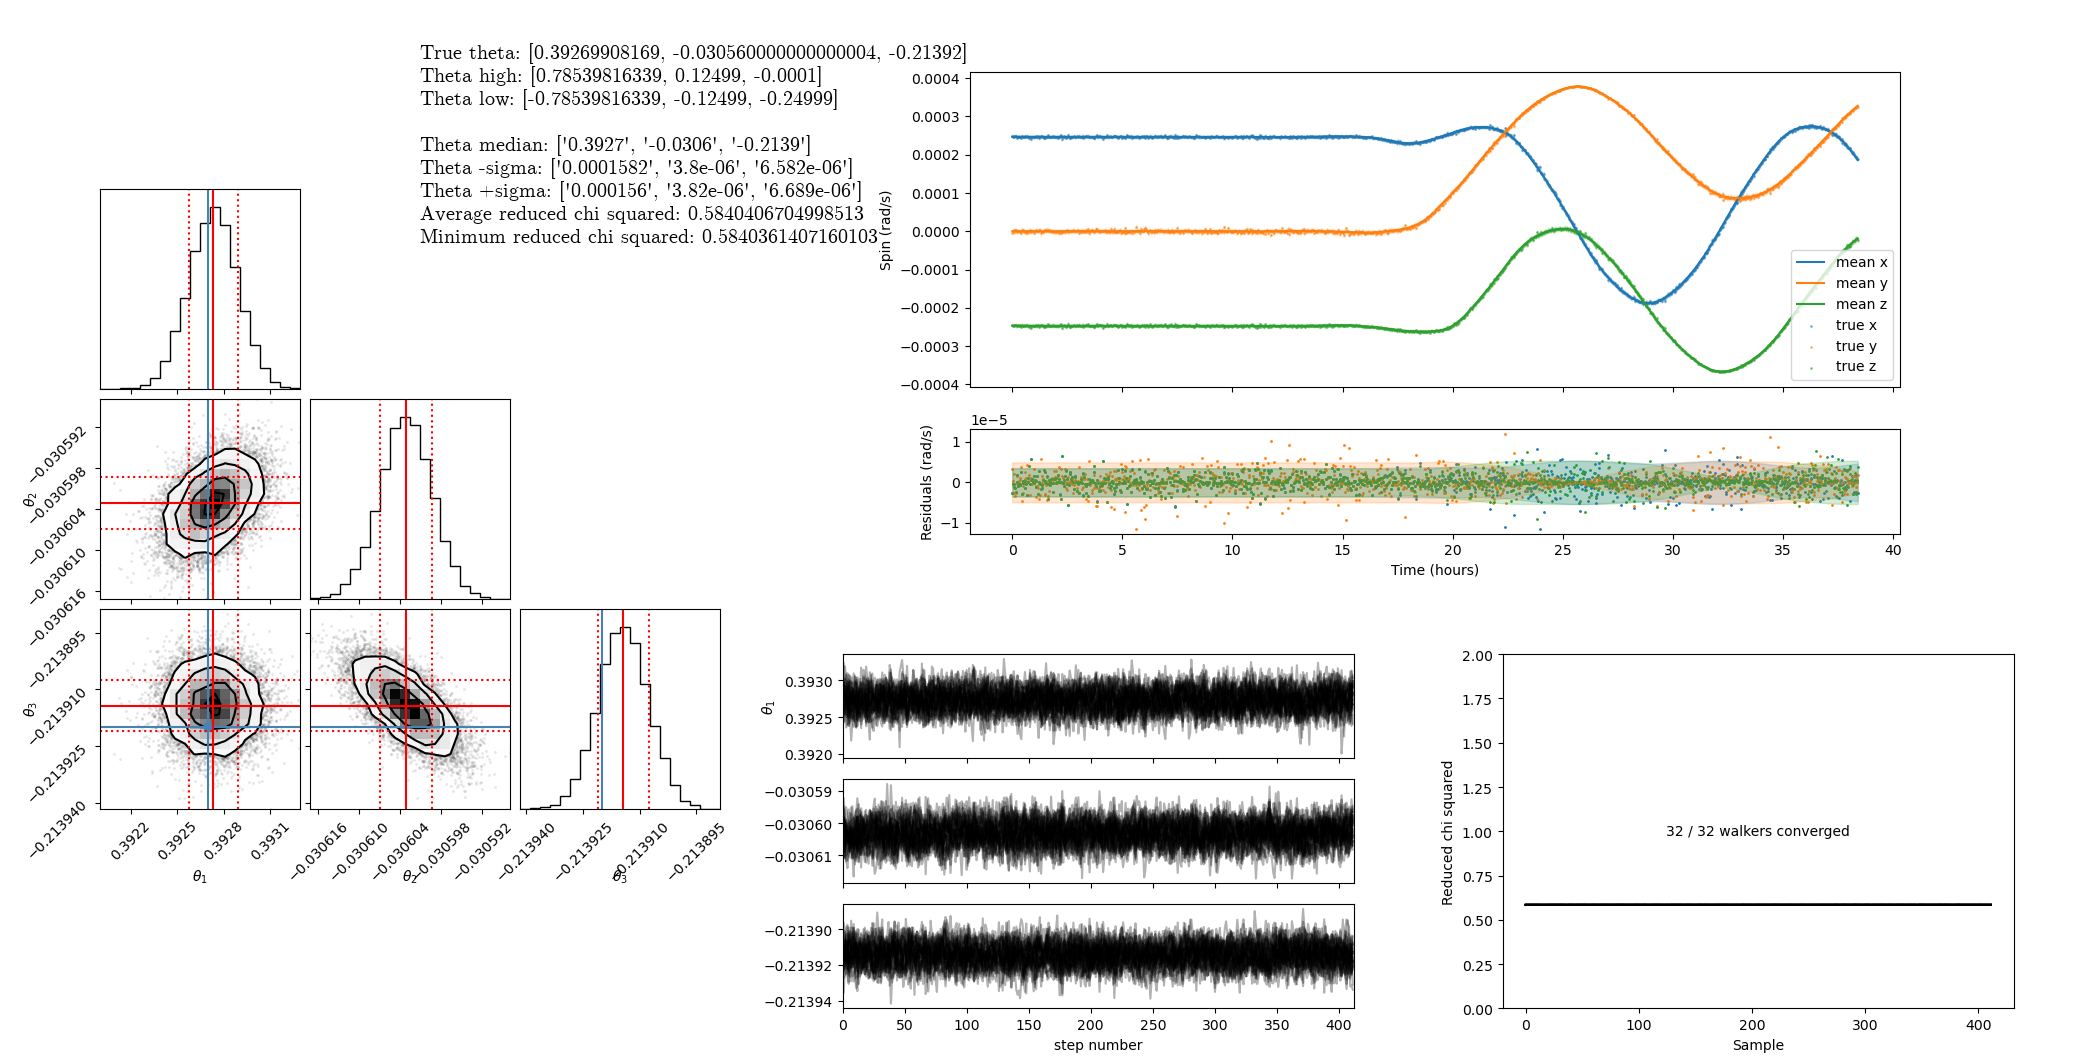 True theta: [0.39269908169, -0.030560000000000004, -0.21392]
Theta high: [0.78539816339, 0.12499, -0.0001]
Theta low: [-0.78539816339, -0.12499, -0.24999]
Theta median: ['0.3927', '-0.0306', '-0.2139']
Theta -sigma: ['0.0001582', '3.8e-06', '6.582e-06']
Theta +sigma: ['0.000156', '3.82e-06', '6.689e-06']
Average reduced chi squared: 0.5840406704998513
Minimum reduced chi squared: 0.5840361407160103
θ2
−0.030592
−0.030598
−0.030604
−0.030610
−0.030616
θ3
−0.213895
−0.213910
−0.213925
−0.213940
0.3922 0.3925 0.3928 0.3931
θ1
−0.030616 −0.030610 −0.030604 −0.030598 −0.030592
θ2
−0.213940 −0.213925 −0.213910 −0.213895
θ3
Spin (rad/s)
0.0004
0.0003
0.0002
0.0001
0.0000
−0.0001
−0.0002
−0.0003
−0.0004
mean x
mean y
mean z
true x
true y
true z
1e−5
Residuals (rad/s)
1
0
−1
0 5 10 15 20 25 30 35 40
Time (hours)
θ1
0.3930
0.3925
0.3920
−0.03059
−0.03060
−0.03061
−0.21390
−0.21392
−0.21394
0 50 100 150 200 250 300 350 400
step number
Reduced chi squared
2.00
1.75
1.50
1.25
1.00
0.75
0.50
0.25
0.00
32 / 32 walkers converged
0 100 200 300 400
Sample